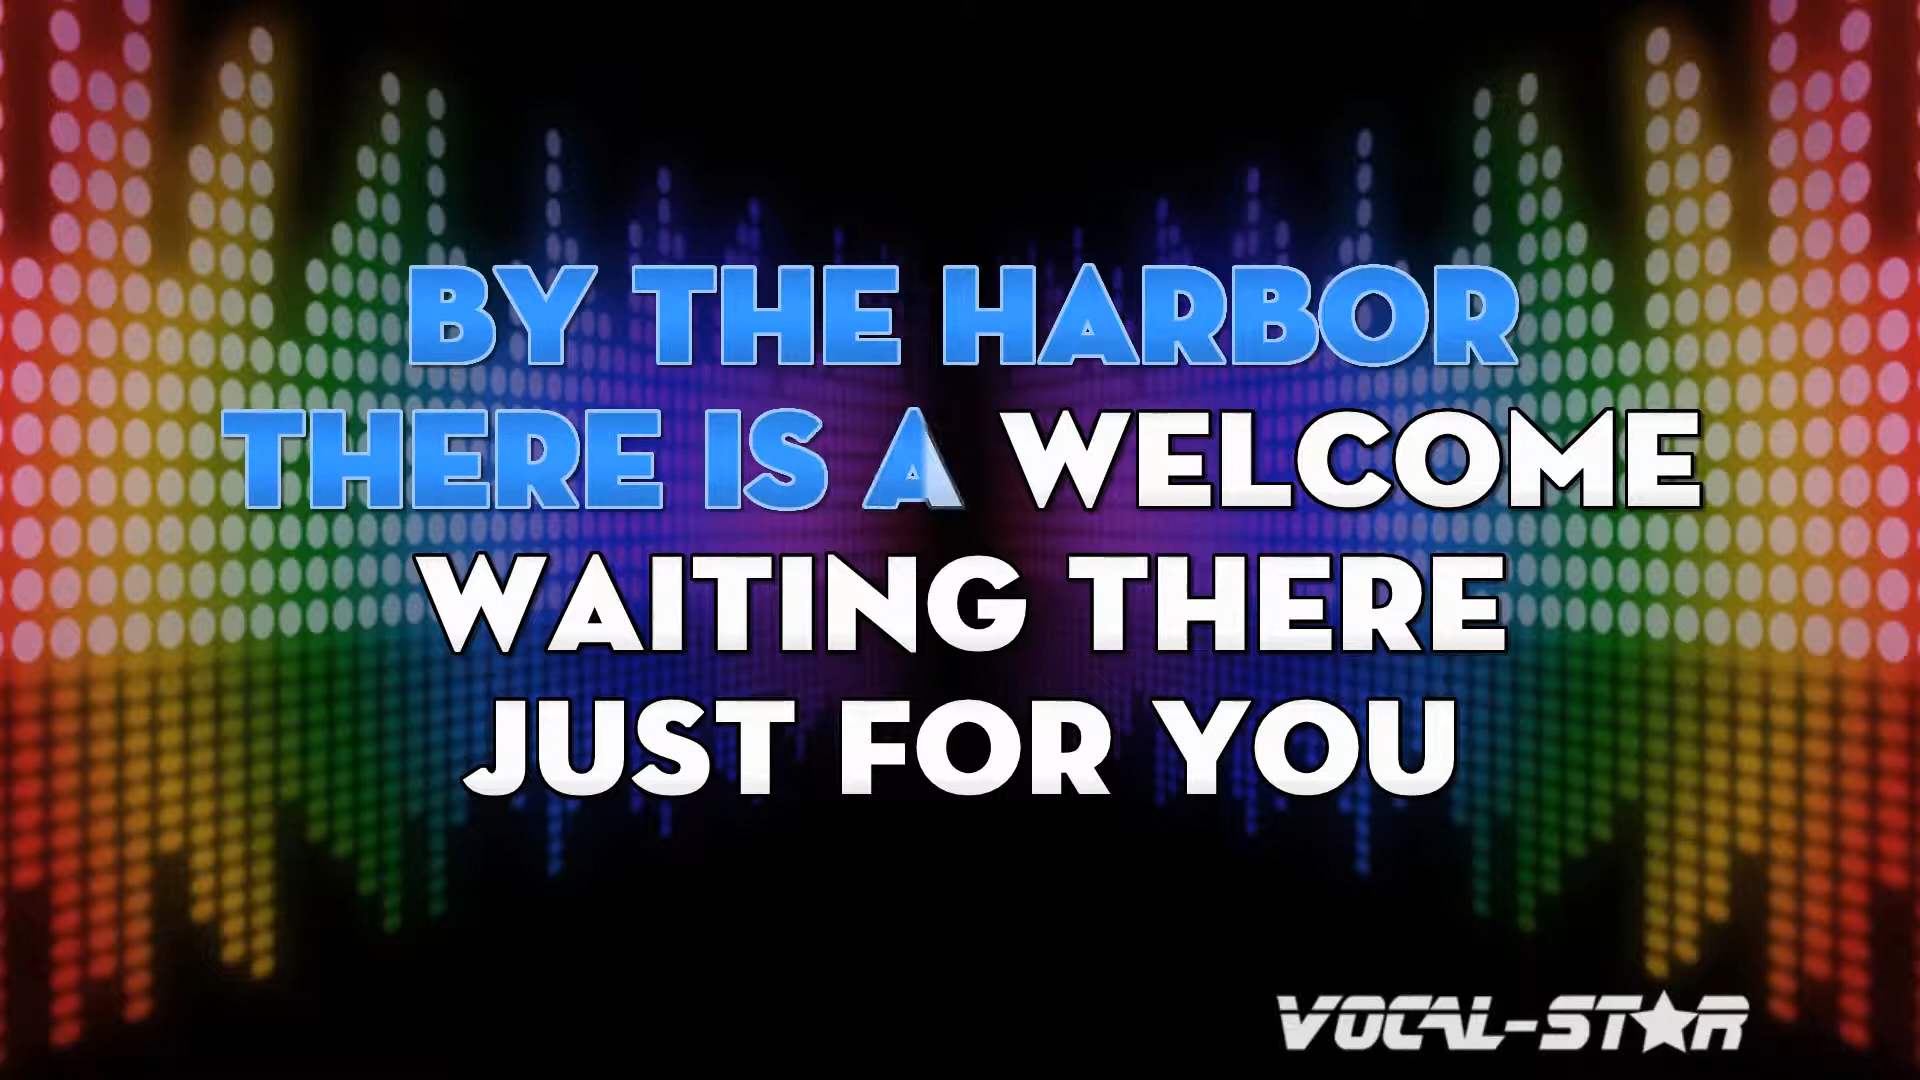 BY THE HARBOR
THERE IS A WELCOME
WAITING THERE
JUST FOR YOU
VOCAL-STAR